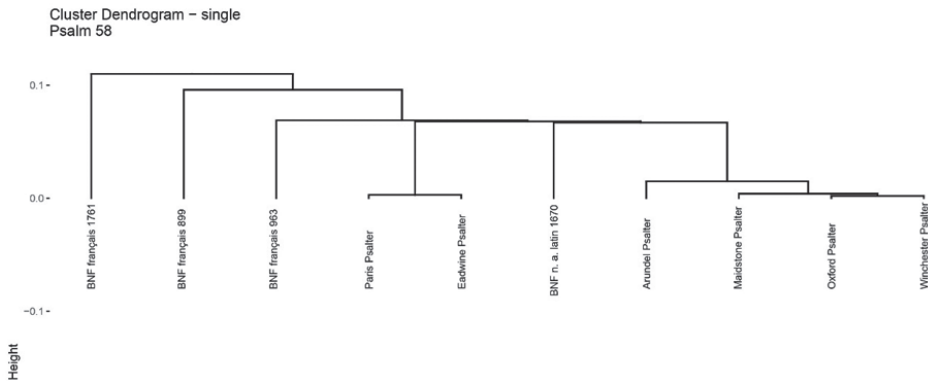 Cluster Dendrogram – single
Psalm 58
0.1
0.0
−0.1
Height
BNF français 1761
BNF français 899
BNF français 963
Paris Psalter
Eadwine Psalter
BNF n. a. latin 1670
Arundel Psalter
Maidstone Psalter
Oxford Psalter
Winchester Psalter